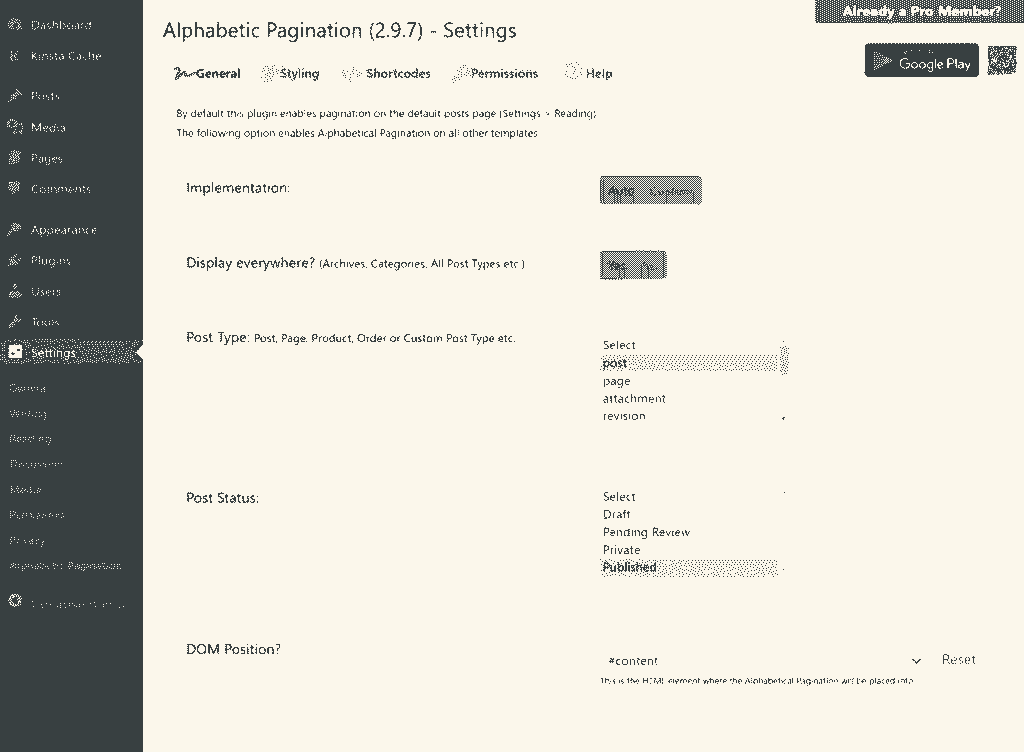 Already a Pro Member?
Alphabetic Pagination (2.9.7) - Settings
Google Play
General Styling Shortcodes Permissions Help
By default this plugin enables pagination on the default posts page (Settings > Reading)
The following option enables Alphabetical Pagination on all other templates
Implementation:
Auto Custom
Display everywhere? (Archives, Categories, All Post Types etc.)
Yes
Post Type: Post, Page, Product, Order or Custom Post Type etc.
Select
post
page
attachment
revision
Post Status:
Select
Draft
Pending Review
Private
Published
DOM Position?
#content
Reset
This is the HTML element where the Alphabetical Pagination will be placed into
Dashboard
Kinsta Cache
Posts
Media
Pages
Comments
Appearance
Plugins
Users
Tools
Settings
General
Writing
Reading
Discussion
Media
Permalinks
Privacy
Alphabetic Pagination